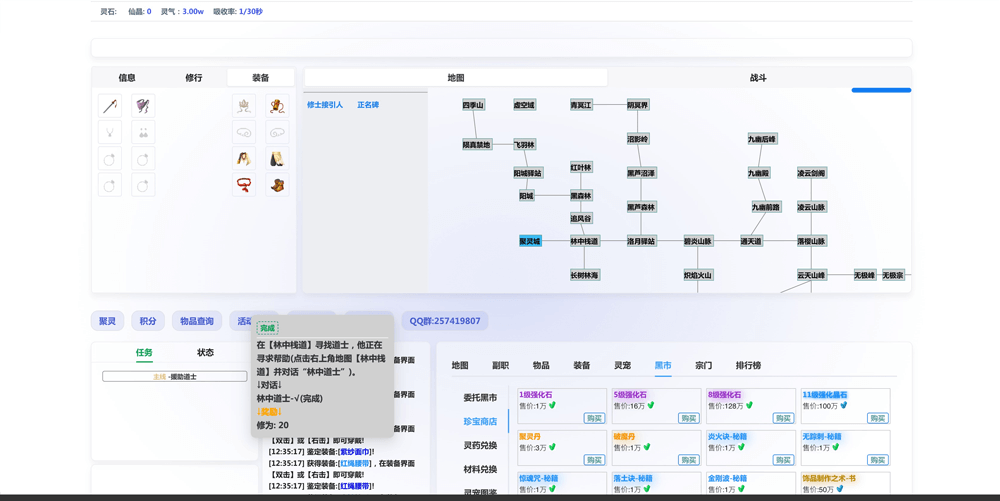 灵石: 仙晶: 0 灵气：3.00w 吸收率: 1/30秒
信息 修行 装备
地图 战斗
修士接引人 正名碑
四季山 虚空域 青冥江 阴冥界
沼影岭 九幽后峰
陨真禁地 飞羽林
红叶林
阳城驿站 黑芦沼泽 九幽殿 凌云剑阁
阳城 黑森林
黑芦森林 九幽前路 凌云山脉
追风谷
聚灵城 林中栈道 洛月驿站 碧炎山脉 通天道 落樱山脉
长树林海 炽焰火山 云天山峰 无极峰 无极宗
聚灵 积分 物品查询 活动 QQ群:257419807
任务 状态
主线 -援助道士
完成
在【林中栈道】寻找道士，他正在
寻求帮助(点击右上角地图【林中栈
道】并对话“林中道士”)。
↓对话↓
林中道士-√(完成)
↓奖励↓
修为: 20
备界面
备界面
备界面
【双击】或【右击】即可穿戴!
[12:35:17] 鉴定装备:[紫纱面巾]!
[12:35:17] 获得装备:[红绳腰带]，在装备界面
【双击】或【右击】即可穿戴!
[12:35:17] 鉴定装备:[红绳腰带]!
地图 副职 物品 装备 灵宠 黑市 宗门 排行榜
委托黑市
珍宝商店
灵药兑换
材料兑换
灵宠图鉴
1级强化石
售价:1万
购买
5级强化石
售价:16万
购买
8级强化石
售价:128万
购买
11级强化晶石
售价:100万
购买
聚灵丹
售价:3万
购买
破魔丹
售价:1万
购买
炎火诀-秘籍
售价:1万
购买
无踪刺-秘籍
售价:1万
购买
惊魂咒-秘籍
售价:1万
落土诀-秘籍
售价:1万
金刚波-秘籍
售价:1万
饰品制作之术-书
售价:50万